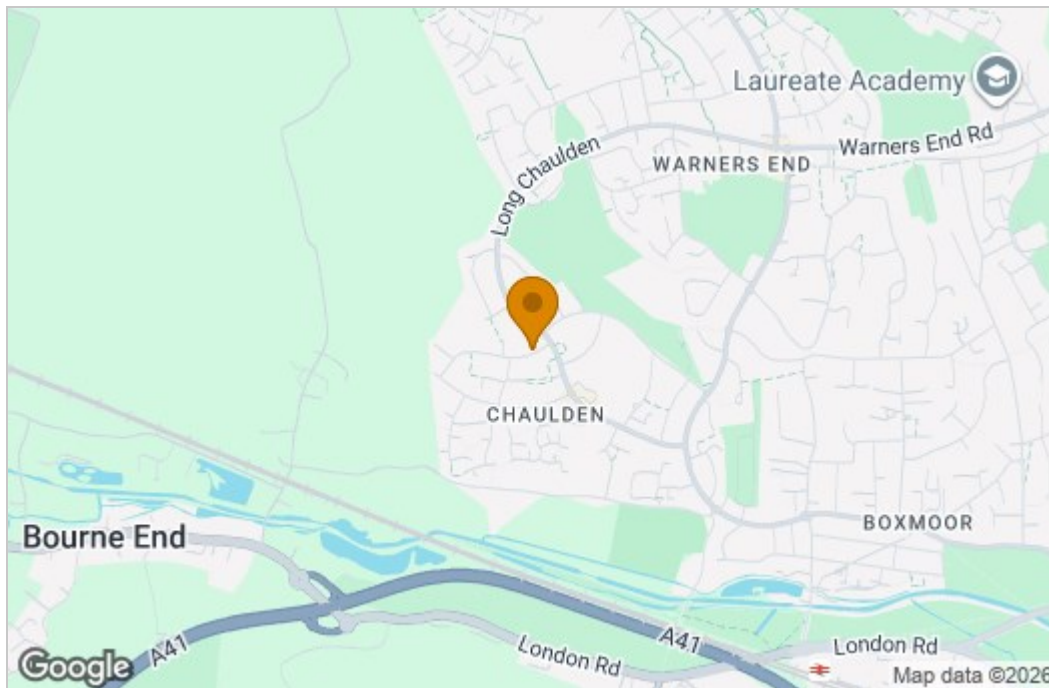 Laureate Academy
Warners End Rd
WARNERS END
Long Chaulden
CHAULDEN
BOXMOOR
Bourne End
A41
A41
London Rd
London Rd
Google
Map data ©2026